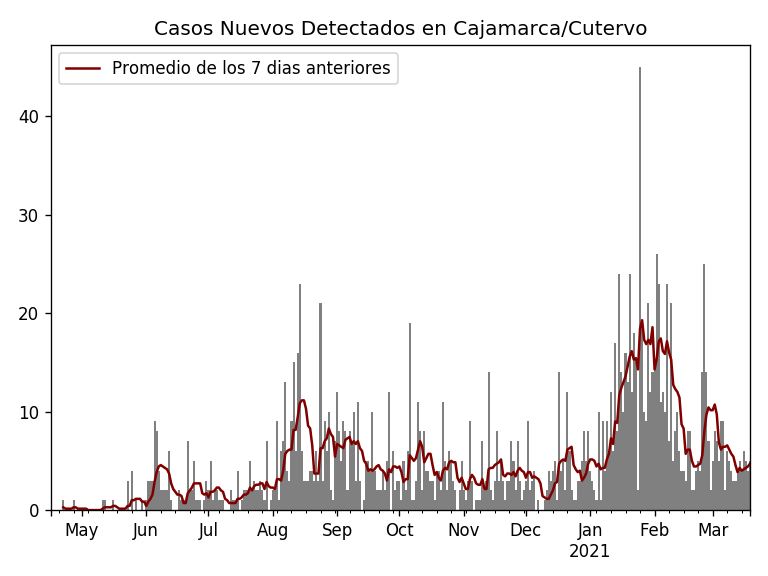 Casos Nuevos Detectados en Cajamarca/Cutervo
Promedio de los 7 dias anteriores
40
30
20
10
0
May Jun Jul Aug Sep Oct Nov Dec Jan Feb Mar
2021